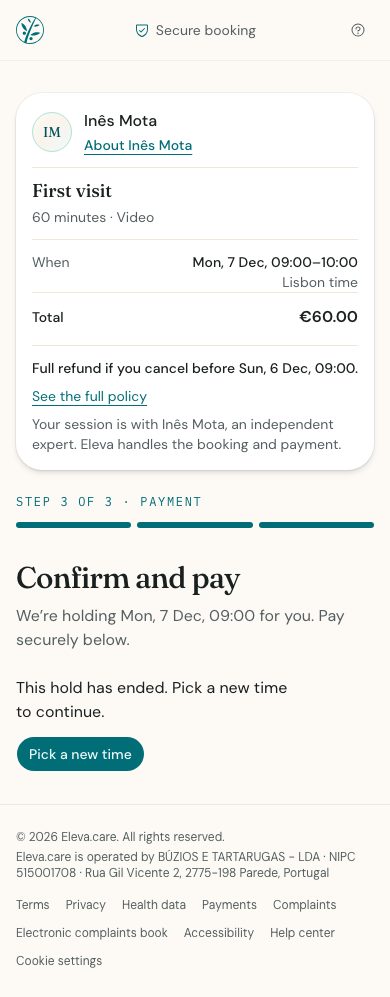 Secure booking
IM
Inês Mota
About Inês Mota
First visit
60 minutes · Video
When
Mon, 7 Dec, 09:00–10:00
Lisbon time
Total
€60.00
Full refund if you cancel before Sun, 6 Dec, 09:00.
See the full policy
Your session is with Inês Mota, an independent
expert. Eleva handles the booking and payment.
STEP 3 OF 3 · PAYMENT
Confirm and pay
We’re holding Mon, 7 Dec, 09:00 for you. Pay
securely below.
This hold has ended. Pick a new time
to continue.
Pick a new time
© 2026 Eleva.care. All rights reserved.
Eleva.care is operated by BÚZIOS E TARTARUGAS - LDA · NIPC
515001708 · Rua Gil Vicente 2, 2775-198 Parede, Portugal
Terms Privacy Health data Payments Complaints
Electronic complaints book Accessibility Help center
Cookie settings